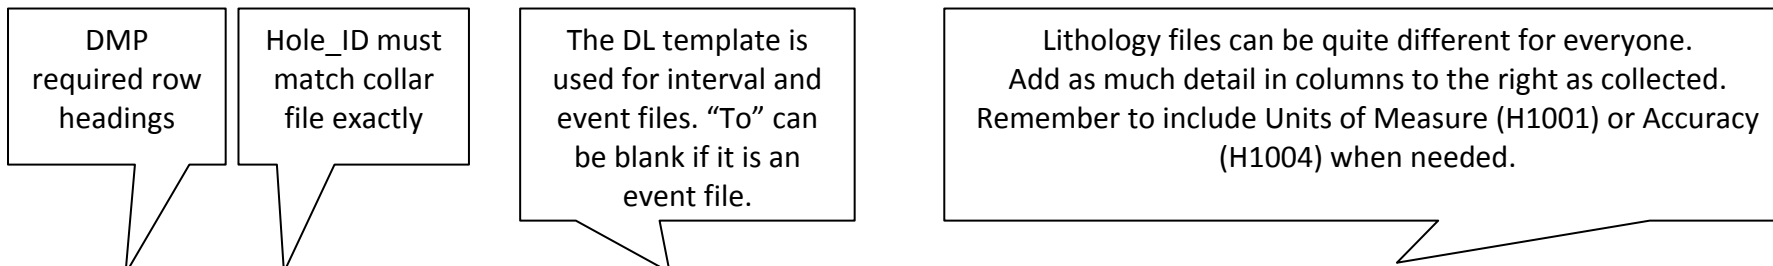 DMP
required row
headings
Hole_ID must
match collar
file exactly
The DL template is
used for interval and
event files. “To” can
be blank if it is an
event file.
Lithology files can be quite different for everyone.
Add as much detail in columns to the right as collected.
Remember to include Units of Measure (H1001) or Accuracy
(H1004) when needed.